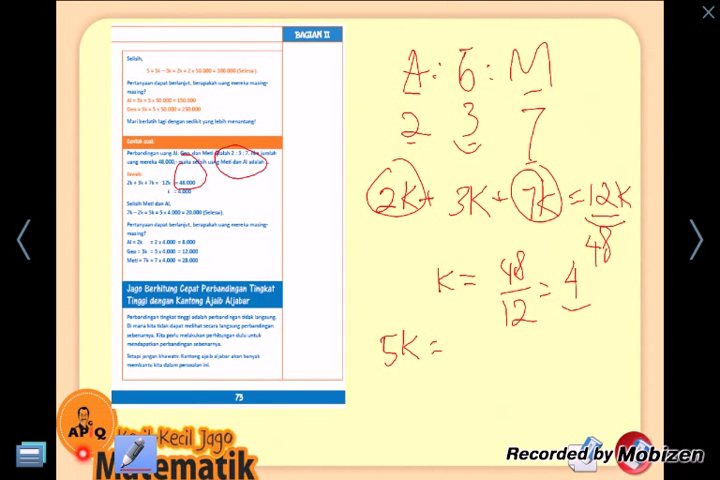 BAGIAN II
Selisih,
5 + 5k – 3k = 2k = 2 x 50.000 = 100.000 (Selesai).
Pertanyaan dapat berlanjut, berapakah uang mereka masing-
masing?
Al = 3k = 3 x 50.000 = 150.000
Geo = 5k = 5 x 50.000 = 250.000
Mari berlatih lagi dengan sedikit yang lebih menantang!
Contoh soal:
Perbandingan uang Al, Geo, dan Meti adalah 2 : 3 : 7. Jika jumlah
uang mereka 48.000,- maka selisih uang Meti dan Al adalah
Jawab:
2k + 3k + 7k = 12k = 48.000
k = 4.000
Selisih Meti dan Al,
7k – 2k = 5k = 5 x 4.000 = 20.000 (Selesai).
Pertanyaan dapat berlanjut, berapakah uang mereka masing-
masing?
Al = 2k = 2 x 4.000 = 8.000
Geo = 3k = 3 x 4.000 = 12.000
Meti = 7k = 7 x 4.000 = 28.000
Jago Berhitung Cepat Perbandingan Tingkat
Tinggi dengan Kantong Ajaib Aljabar
Perbandingan tingkat tinggi adalah perbandingan tidak langsung.
Di mana kita tidak dapat melihat secara langsung perbandingan
sebenarnya. Kita perlu melakukan perhitungan dulu untuk
mendapatkan perbandingan sebenarnya.
Tetapi jangan khawatir. Kantong ajaib aljabar akan banyak
membantu kita dalam persoalan ini.
73
A : G : M
2 3 7
2K + 3K + 7K = 12K
48
K = 48/12 = 4
5K =
APIQ
Kecil-Kecil Jago
Matematik
Recorded by Mobizen